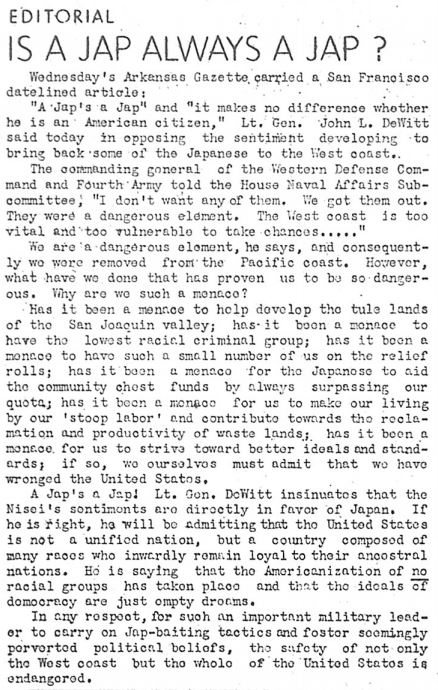 EDITORIAL
IS A JAP ALWAYS A JAP ?
Wednesday's Arkansas Gazette carried a San Francisco
datelined article:
"A Jap's a Jap" and "it makes no difference whether
he is an American citizen," Lt. Gen. John L. DeWitt
said today in opposing the sentiment developing to
bring back some of the Japanese to the West coast.
The commanding general of the Western Defense Com-
mand and Fourth Army told the House Naval Affairs Sub-
committee, "I don't want any of them. We got them out.
They were a dangerous element. The West coast is too
vital and too vulnerable to take chances....."
We are a dangerous element, he says, and consequent-
ly we were removed from the Pacific coast. However,
what have we done that has proven us to be so danger-
ous. Why are we such a menace?
Has it been a menace to help develop the tule lands
of the San Joaquin valley; has it been a menace to
have the lowest racial criminal group; has it been a
menace to have such a small number of us on the relief
rolls; has it been a menace for the Japanese to aid
the community chest funds by always surpassing our
quota; has it been a menace for us to make our living
by our 'stoop labor' and contribute towards the recla-
mation and productivity of waste lands; has it been a
menace for us to strive toward better ideals and stand-
ards; if so, we ourselves must admit that we have
wronged the United States.
A Jap's a Jap! Lt. Gen. DeWitt insinuates that the
Nisei's sentiments are directly in favor of Japan. If
he is right, he will be admitting that the United States
is not a unified nation, but a country composed of
many races who inwardly remain loyal to their ancestral
nations. He is saying that the Americanization of no
racial groups has taken place and that the ideals of
democracy are just empty dreams.
In any respect, for such an important military lead-
er to carry on Jap-baiting tactics and foster seemingly
perverted political beliefs, the safety of not only
the West coast but the whole of the United States is
endangered.